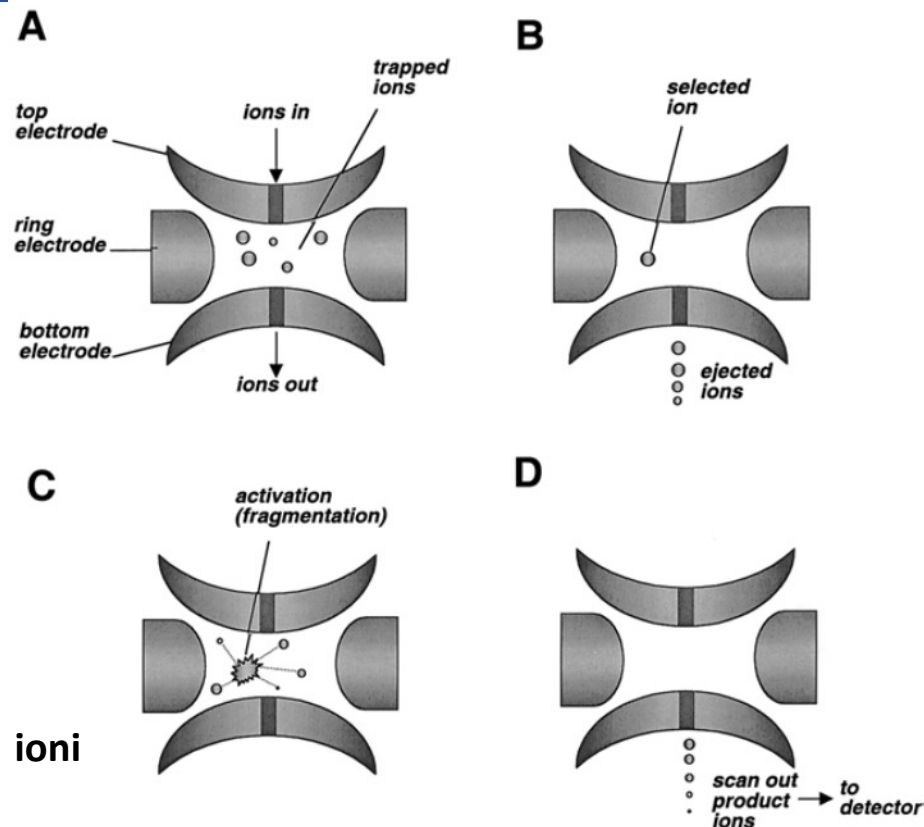 A
top
electrode
ions in
trapped
ions
ring
electrode
bottom
electrode
ions out
B
selected
ion
ejected
ions
C
activation
(fragmentation)
ioni
D
scan out
product
ions
to
detector